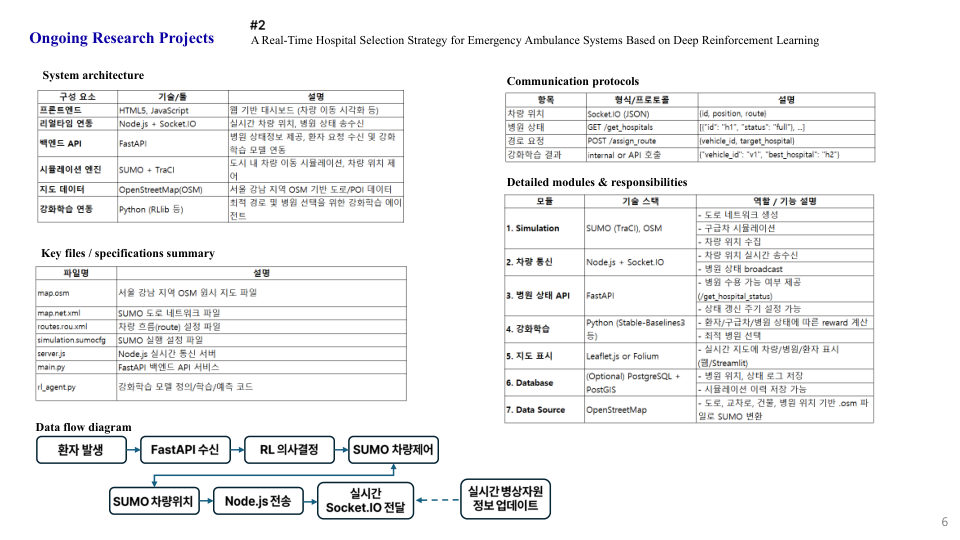 #2
Ongoing Research Projects
A Real-Time Hospital Selection Strategy for Emergency Ambulance Systems Based on Deep Reinforcement Learning
System architecture
구성 요소 기술/툴 설명
프론트엔드 HTML5, JavaScript 웹 기반 대시보드 (차량 이동 시각화 등)
리얼타임 연동 Node.js + Socket.IO 실시간 차량 위치, 병원 상태 송수신
백엔드 API FastAPI 병원 상태정보 제공, 환자 요청 수신 및 강화
학습 모델 연동
시뮬레이션 엔진 SUMO + TraCI 도시 내 차량 이동 시뮬레이션, 차량 위치 제
어
지도 데이터 OpenStreetMap(OSM) 서울 강남 지역 OSM 기반 도로/POI 데이터
강화학습 연동 Python (RLlib 등) 최적 경로 및 병원 선택을 위한 강화학습 에이
전트
Key files / specifications summary
파일명 설명
map.osm 서울 강남 지역 OSM 원시 지도 파일
map.net.xml SUMO 도로 네트워크 파일
routes.rou.xml 차량 흐름(route) 설정 파일
simulation.sumocfg SUMO 실행 설정 파일
server.js Node.js 실시간 통신 서버
main.py FastAPI 백엔드 API 서비스
rl_agent.py 강화학습 모델 정의/학습/예측 코드
Data flow diagram
환자 발생 FastAPI 수신 RL 의사결정 SUMO 차량제어
SUMO 차량위치 Node.js 전송 실시간
Socket.IO 전달
실시간 병상자원
정보 업데이트
Communication protocols
항목 형식/프로토콜 설명
차량 위치 Socket.IO (JSON) {id, position, route}
병원 상태 GET /get_hospitals [{"id": "h1", "status": "full"}, ...]
경로 요청 POST /assign_route {vehicle_id, target_hospital}
강화학습 결과 internal or API 호출 {"vehicle_id": "v1", "best_hospital": "h2"}
Detailed modules & responsibilities
모듈 기술 스택 역할 / 기능 설명
1. Simulation SUMO (TraCI), OSM - 도로 네트워크 생성
- 구급차 시뮬레이션
- 차량 위치 수집
2. 차량 통신 Node.js + Socket.IO - 차량 위치 실시간 송수신
- 병원 상태 broadcast
3. 병원 상태 API FastAPI - 병원 수용 가능 여부 제공
(/get_hospital_status)
- 상태 갱신 주기 설정 가능
4. 강화학습 Python (Stable-Baselines3
등) - 환자/구급차/병원 상태에 따른 reward 계산
- 최적 병원 선택
5. 지도 표시 Leaflet.js or Folium - 실시간 지도에 차량/병원/환자 표시
(웹/Streamlit)
6. Database (Optional) PostgreSQL +
PostGIS - 병원 위치, 상태 로그 저장
- 시뮬레이션 이력 저장 가능
7. Data Source OpenStreetMap - 도로, 교차로, 건물, 병원 위치 기반 .osm 파
일로 SUMO 변환
6